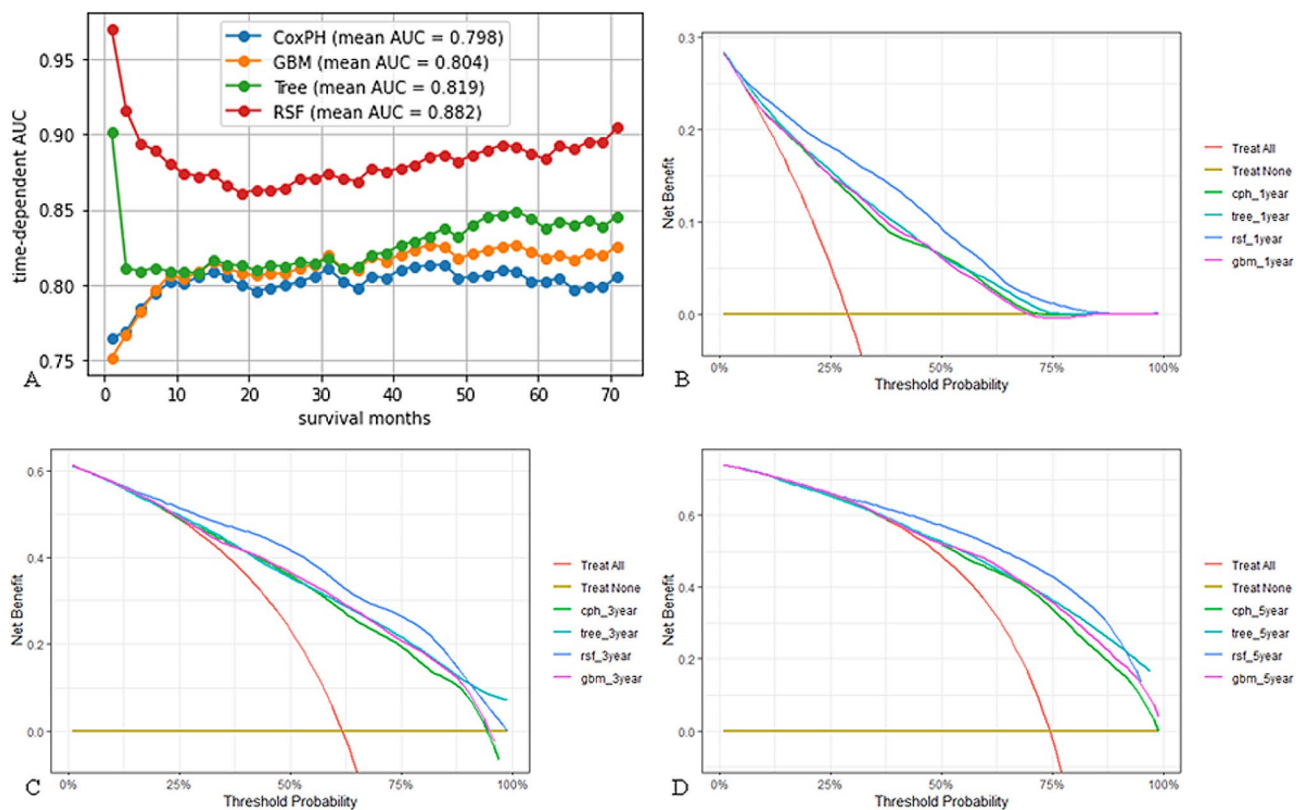 CoxPH (mean AUC = 0.798)
GBM (mean AUC = 0.804)
Tree (mean AUC = 0.819)
RSF (mean AUC = 0.882)
time-dependent AUC
0.95
0.90
0.85
0.80
0.75
0 10 20 30 40 50 60 70
survival months
A
Net Benefit
0.3
0.2
0.1
0.0
0% 25% 50% 75% 100%
Threshold Probability
Treat All
Treat None
cph_1year
tree_1year
rsf_1year
gbm_1year
B
Net Benefit
0.6
0.4
0.2
0.0
0% 25% 50% 75% 100%
Threshold Probability
Treat All
Treat None
cph_3year
tree_3year
rsf_3year
gbm_3year
C
Net Benefit
0.6
0.4
0.2
0.0
0% 25% 50% 75% 100%
Threshold Probability
Treat All
Treat None
cph_5year
tree_5year
rsf_5year
gbm_5year
D